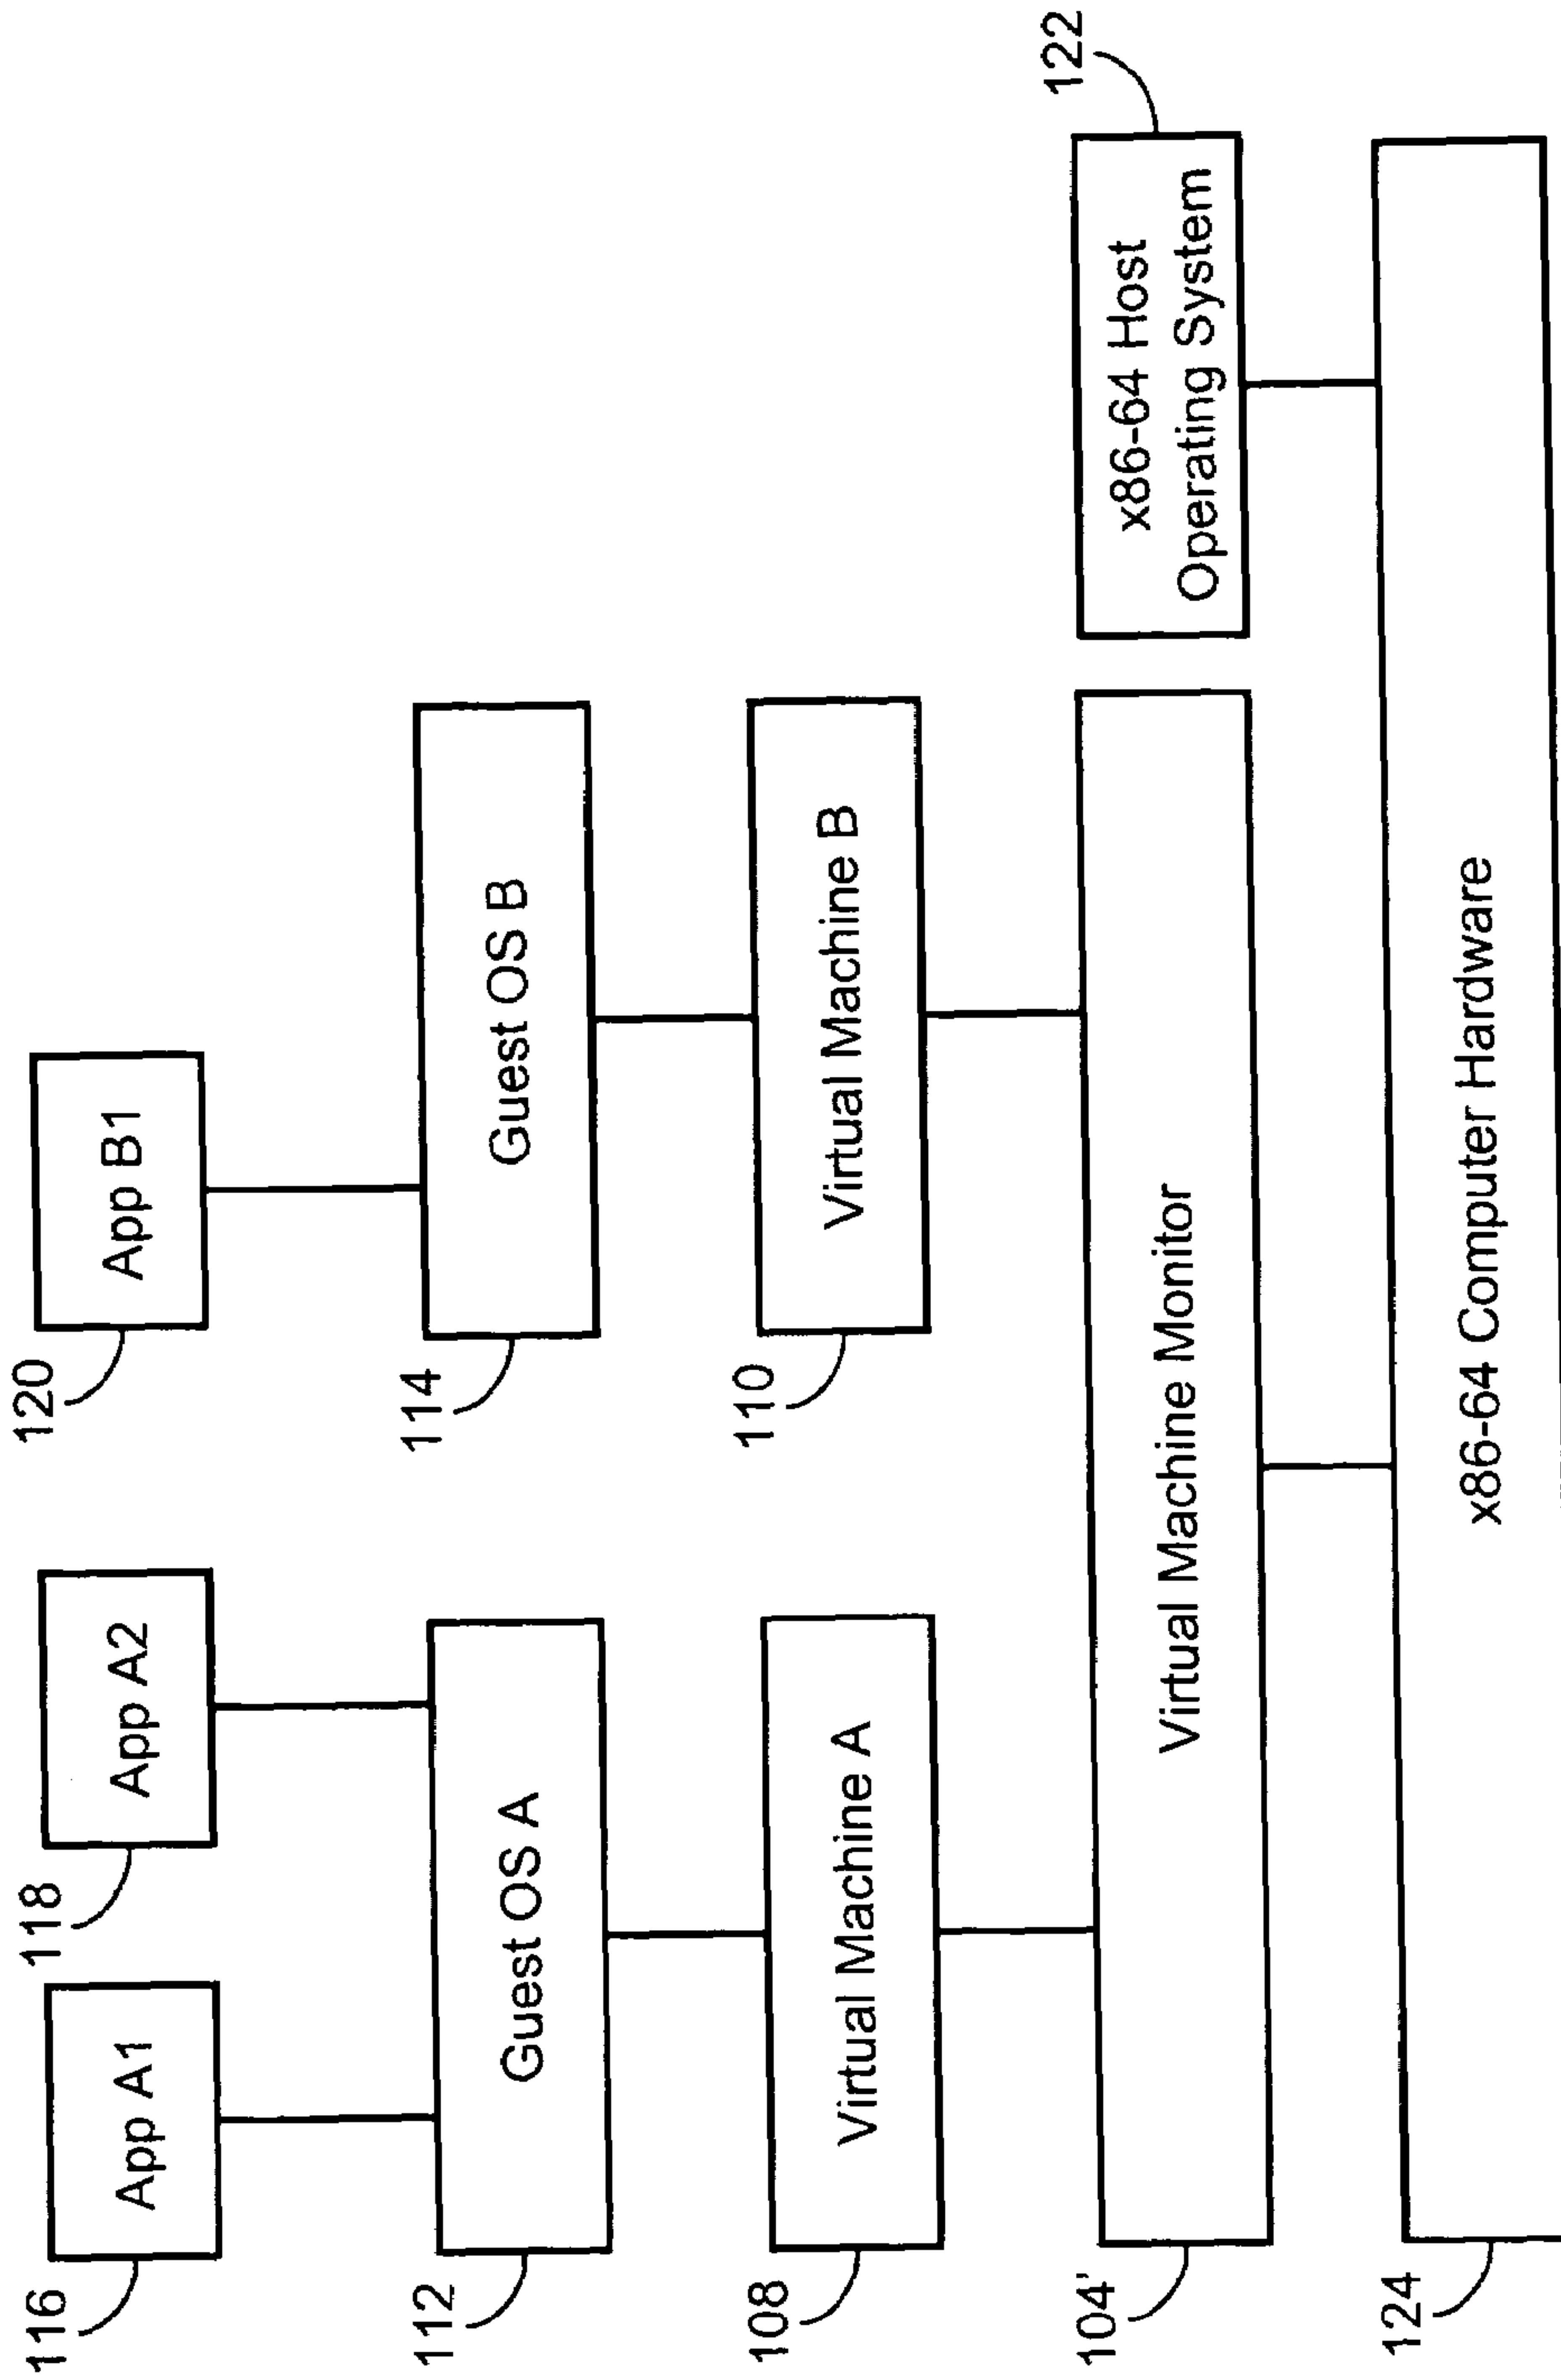 116
App A1
118
App A2
120
App B1
112
Guest OS A
114
Guest OS B
108
Virtual Machine A
110
Virtual Machine B
104'
Virtual Machine Monitor
122
x86-64 Host
Operating System
124
x86-64 Computer Hardware